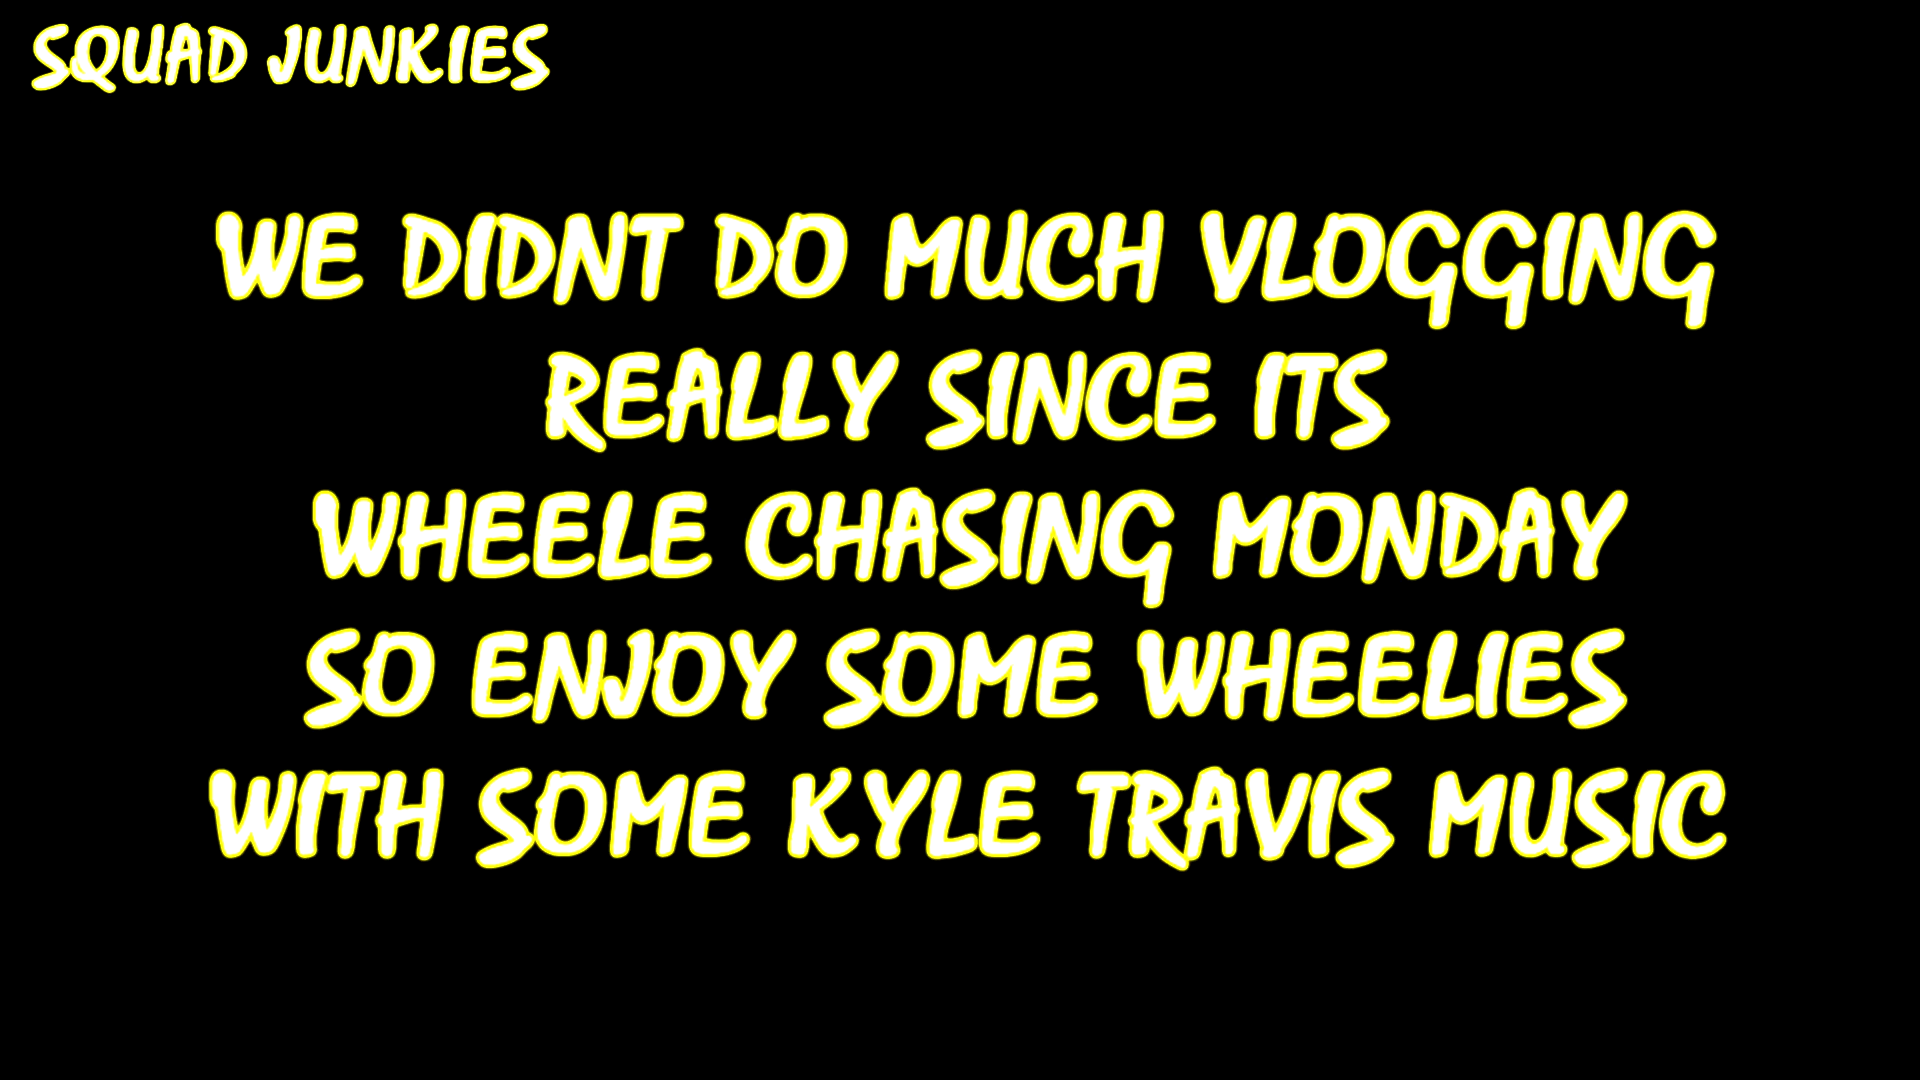 SQUAD JUNKIES
WE DIDNT DO MUCH VLOGGING
REALLY SINCE ITS
WHEELE CHASING MONDAY
SO ENJOY SOME WHEELIES
WITH SOME KYLE TRAVIS MUSIC